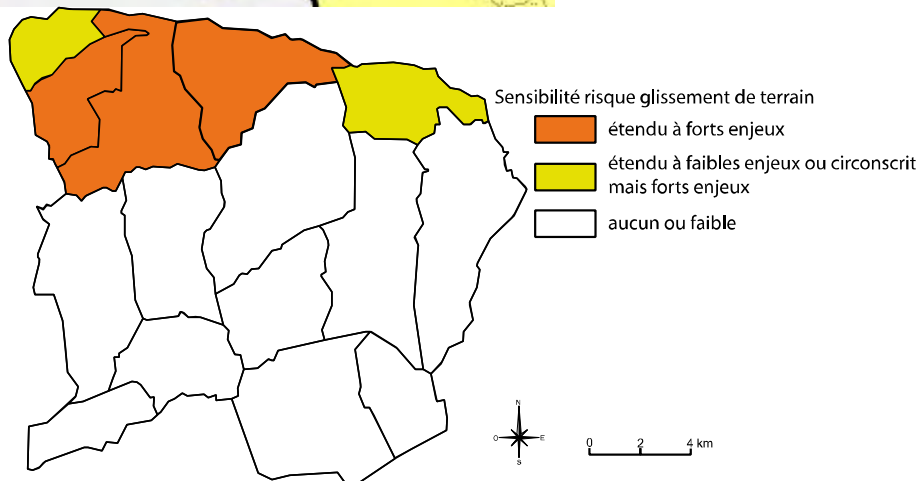 Sensibilité risque glissement de terrain
étendu à forts enjeux
étendu à faibles enjeux ou circonscrit
mais forts enjeux
aucun ou faible
N
O E
S
0 2 4 km